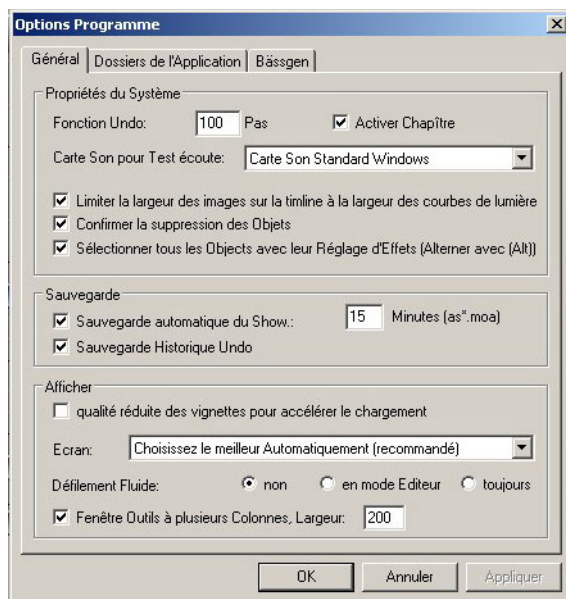 Options Programme
Général Dossiers de l'Application Bässgen
Propriétés du Système
Fonction Undo: 100 Pas Activer Chapître
Carte Son pour Test écoute: Carte Son Standard Windows
Limiter la largeur des images sur la timline à la largeur des courbes de lumière
Confirmer la suppression des Objets
Sélectionner tous les Objects avec leur Réglage d'Effets (Alterner avec (Alt))
Sauvegarde
Sauvegarde automatique du Show.: 15 Minutes (as*.moa)
Sauvegarde Historique Undo
Afficher
qualité réduite des vignettes pour accélérer le chargement
Ecran: Choisissez le meilleur Automatiquement (recommandé)
Défilement Fluide: non en mode Editeur toujours
Fenêtre Outils à plusieurs Colonnes, Largeur: 200
OK Annuler Appliquer